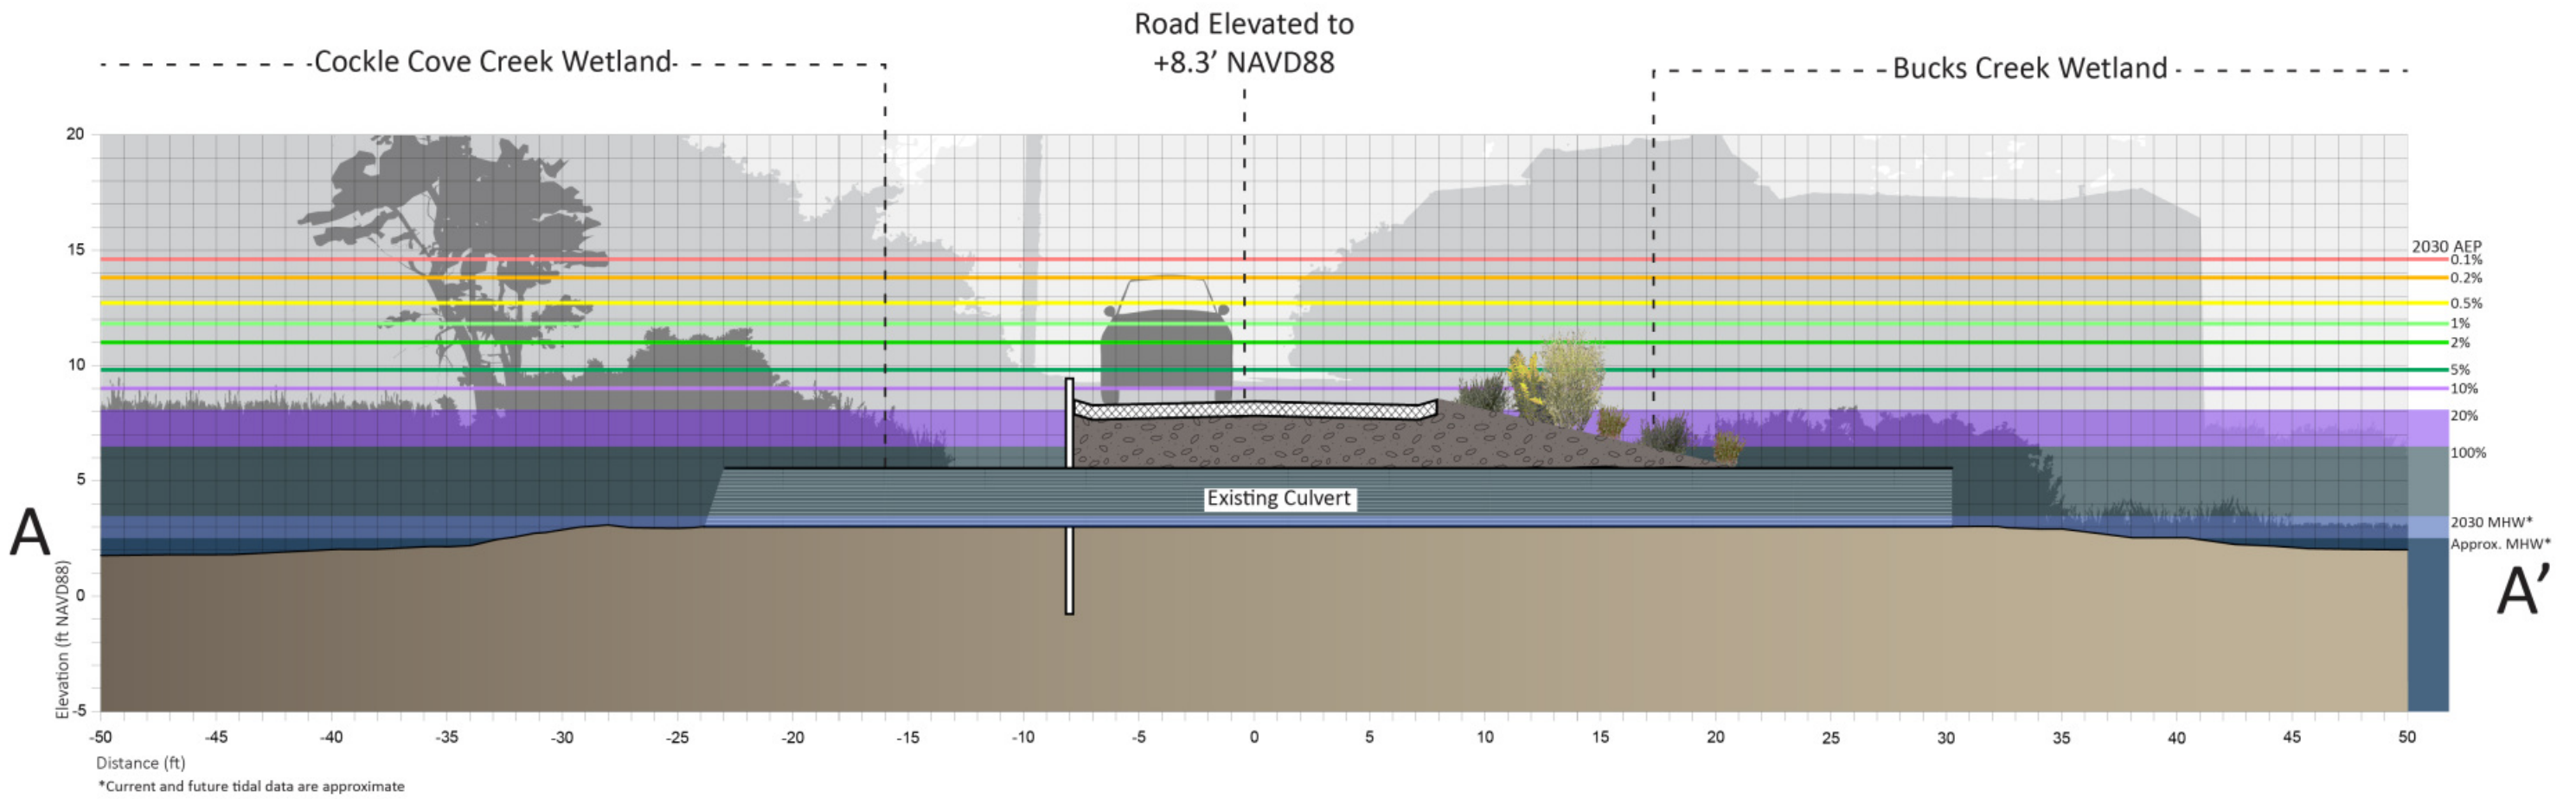 Road Elevated to
+8.3’ NAVD88
Cockle Cove Creek Wetland
Bucks Creek Wetland
20
15
10
5
0
-5
Elevation (ft NAVD88)
2030 AEP
0.1%
0.2%
0.5%
1%
2%
5%
10%
20%
100%
2030 MHW*
Approx. MHW*
Existing Culvert
A
A’
-50 -45 -40 -35 -30 -25 -20 -15 -10 -5 0 5 10 15 20 25 30 35 40 45 50
Distance (ft)
*Current and future tidal data are approximate